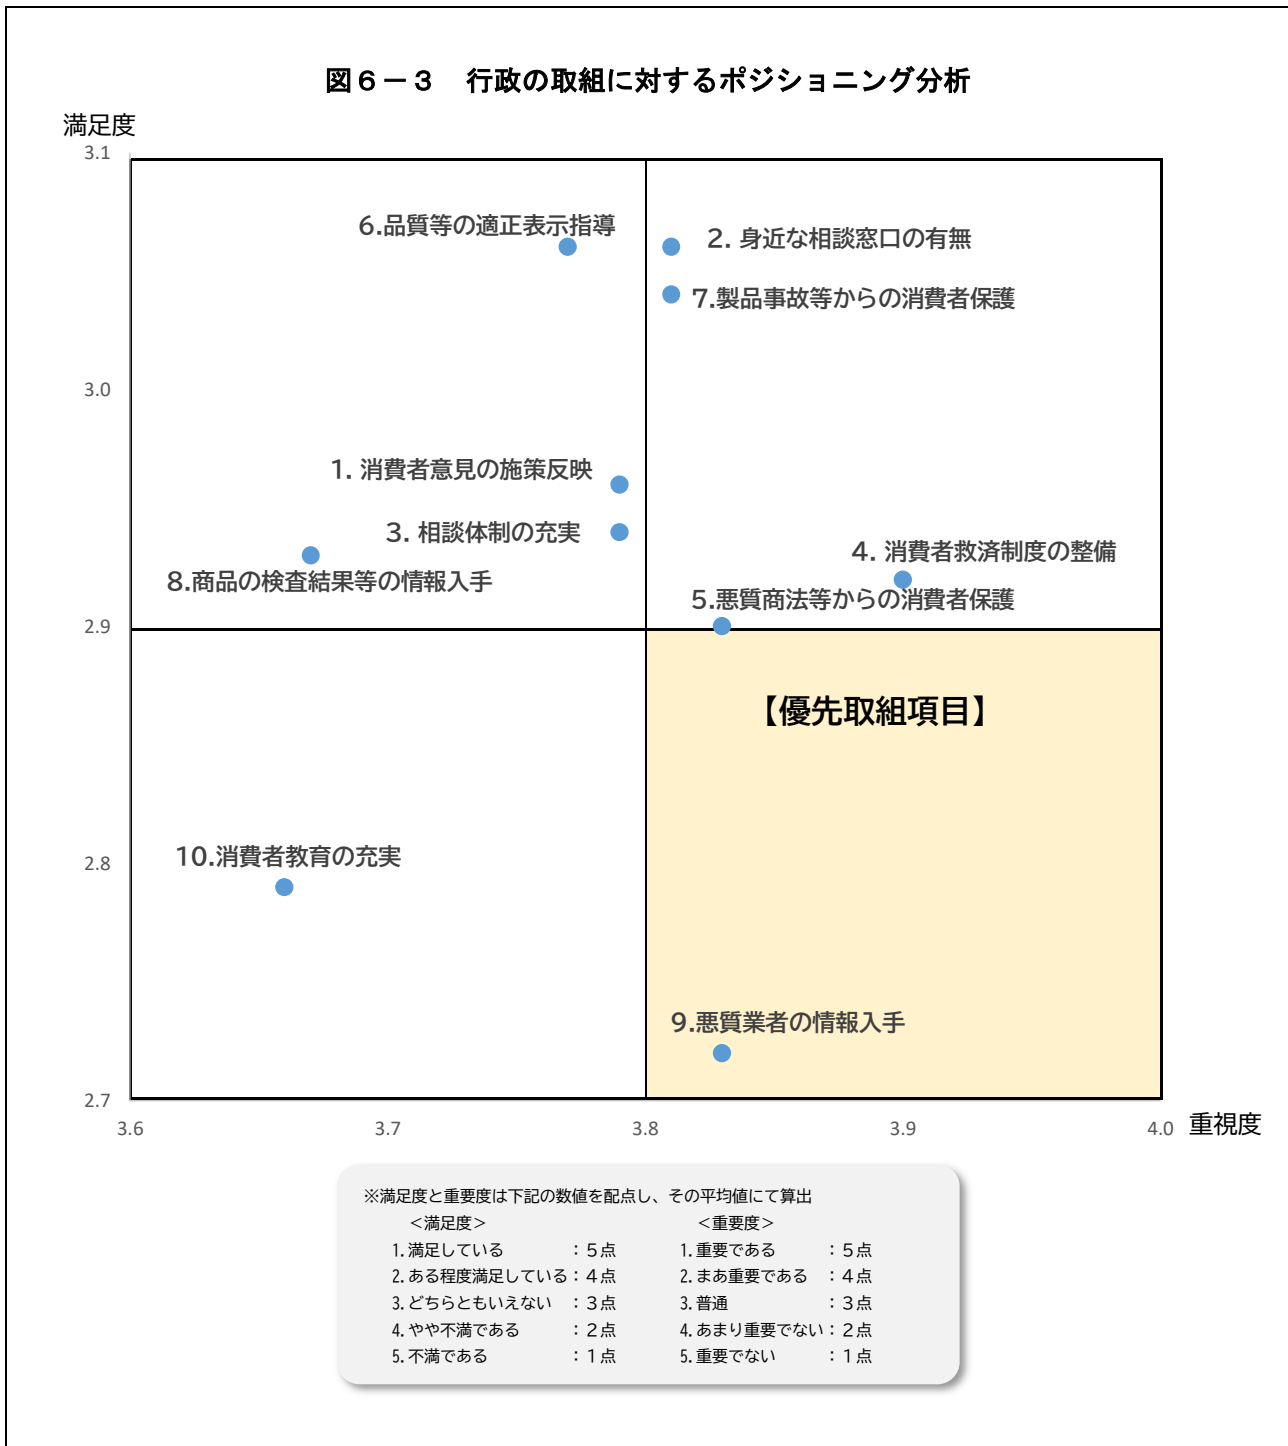 図6－3　行政の取組に対するポジショニング分析
満足度
3.1
6.品質等の適正表示指導
2. 身近な相談窓口の有無
7.製品事故等からの消費者保護
3.0
1. 消費者意見の施策反映
3. 相談体制の充実
4. 消費者救済制度の整備
8.商品の検査結果等の情報入手
5.悪質商法等からの消費者保護
2.9
【優先取組項目】
10.消費者教育の充実
2.8
9.悪質業者の情報入手
2.7
3.6 3.7 3.8 3.9 4.0 重視度
※満足度と重要度は下記の数値を配点し、その平均値にて算出
＜満足度＞ ＜重要度＞
1.満足している ：5点 1.重要である ：5点
2.ある程度満足している：4点 2.まあ重要である ：4点
3.どちらともいえない ：3点 3.普通 ：3点
4.やや不満である ：2点 4.あまり重要でない：2点
5.不満である ：1点 5.重要でない ：1点